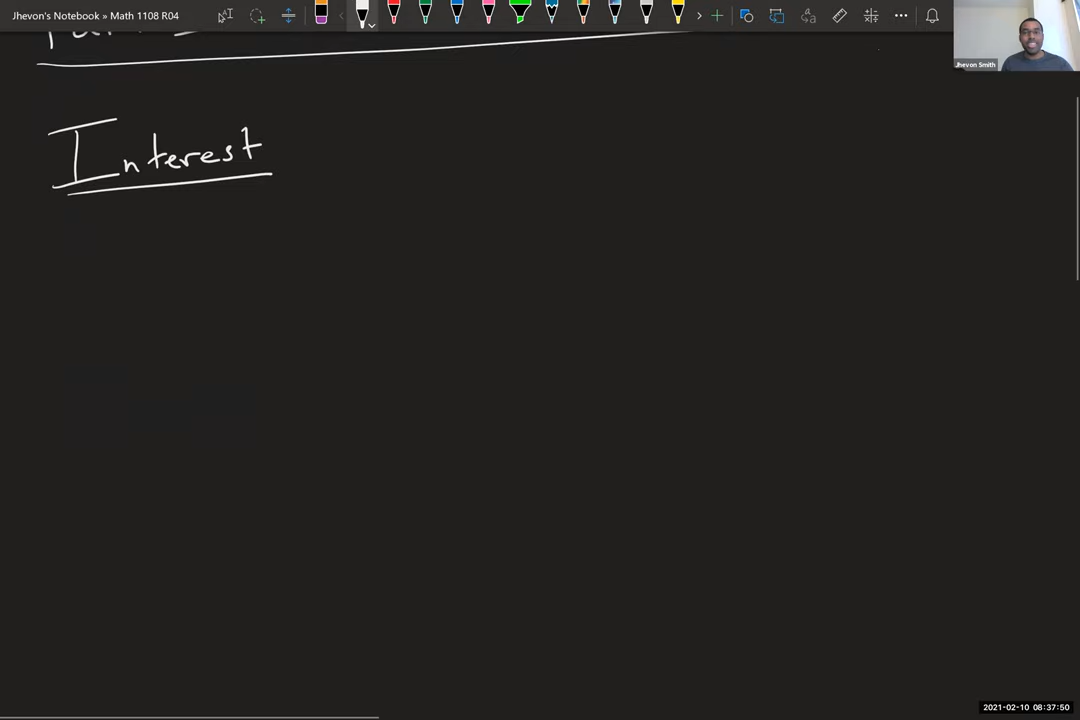 Jhevon's Notebook » Math 1108 R04
Jhevon Smith
Interest
2021-02-10 08:37:50